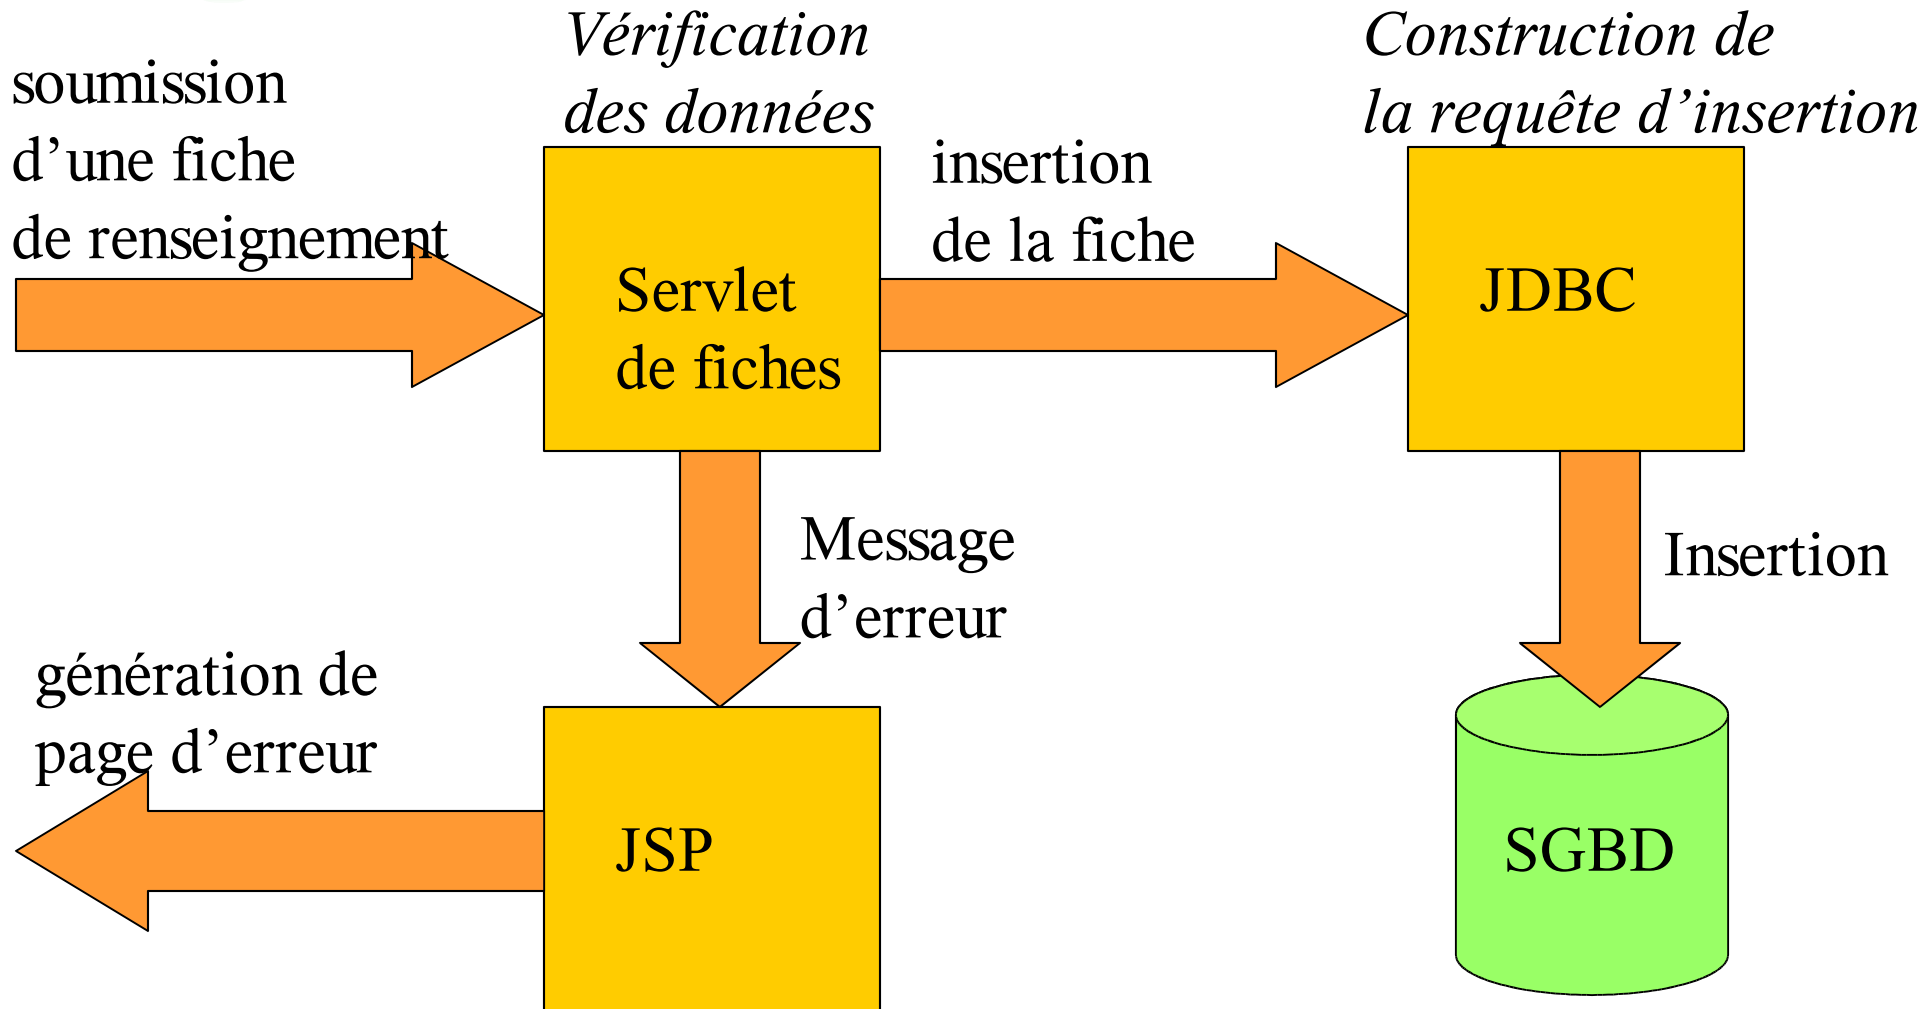 soumission
d’une fiche
de renseignement
Vérification
des données
Servlet
de fiches
insertion
de la fiche
Construction de
la requête d’insertion
JDBC
Message
d’erreur
Insertion
génération de
page d’erreur
JSP
SGBD